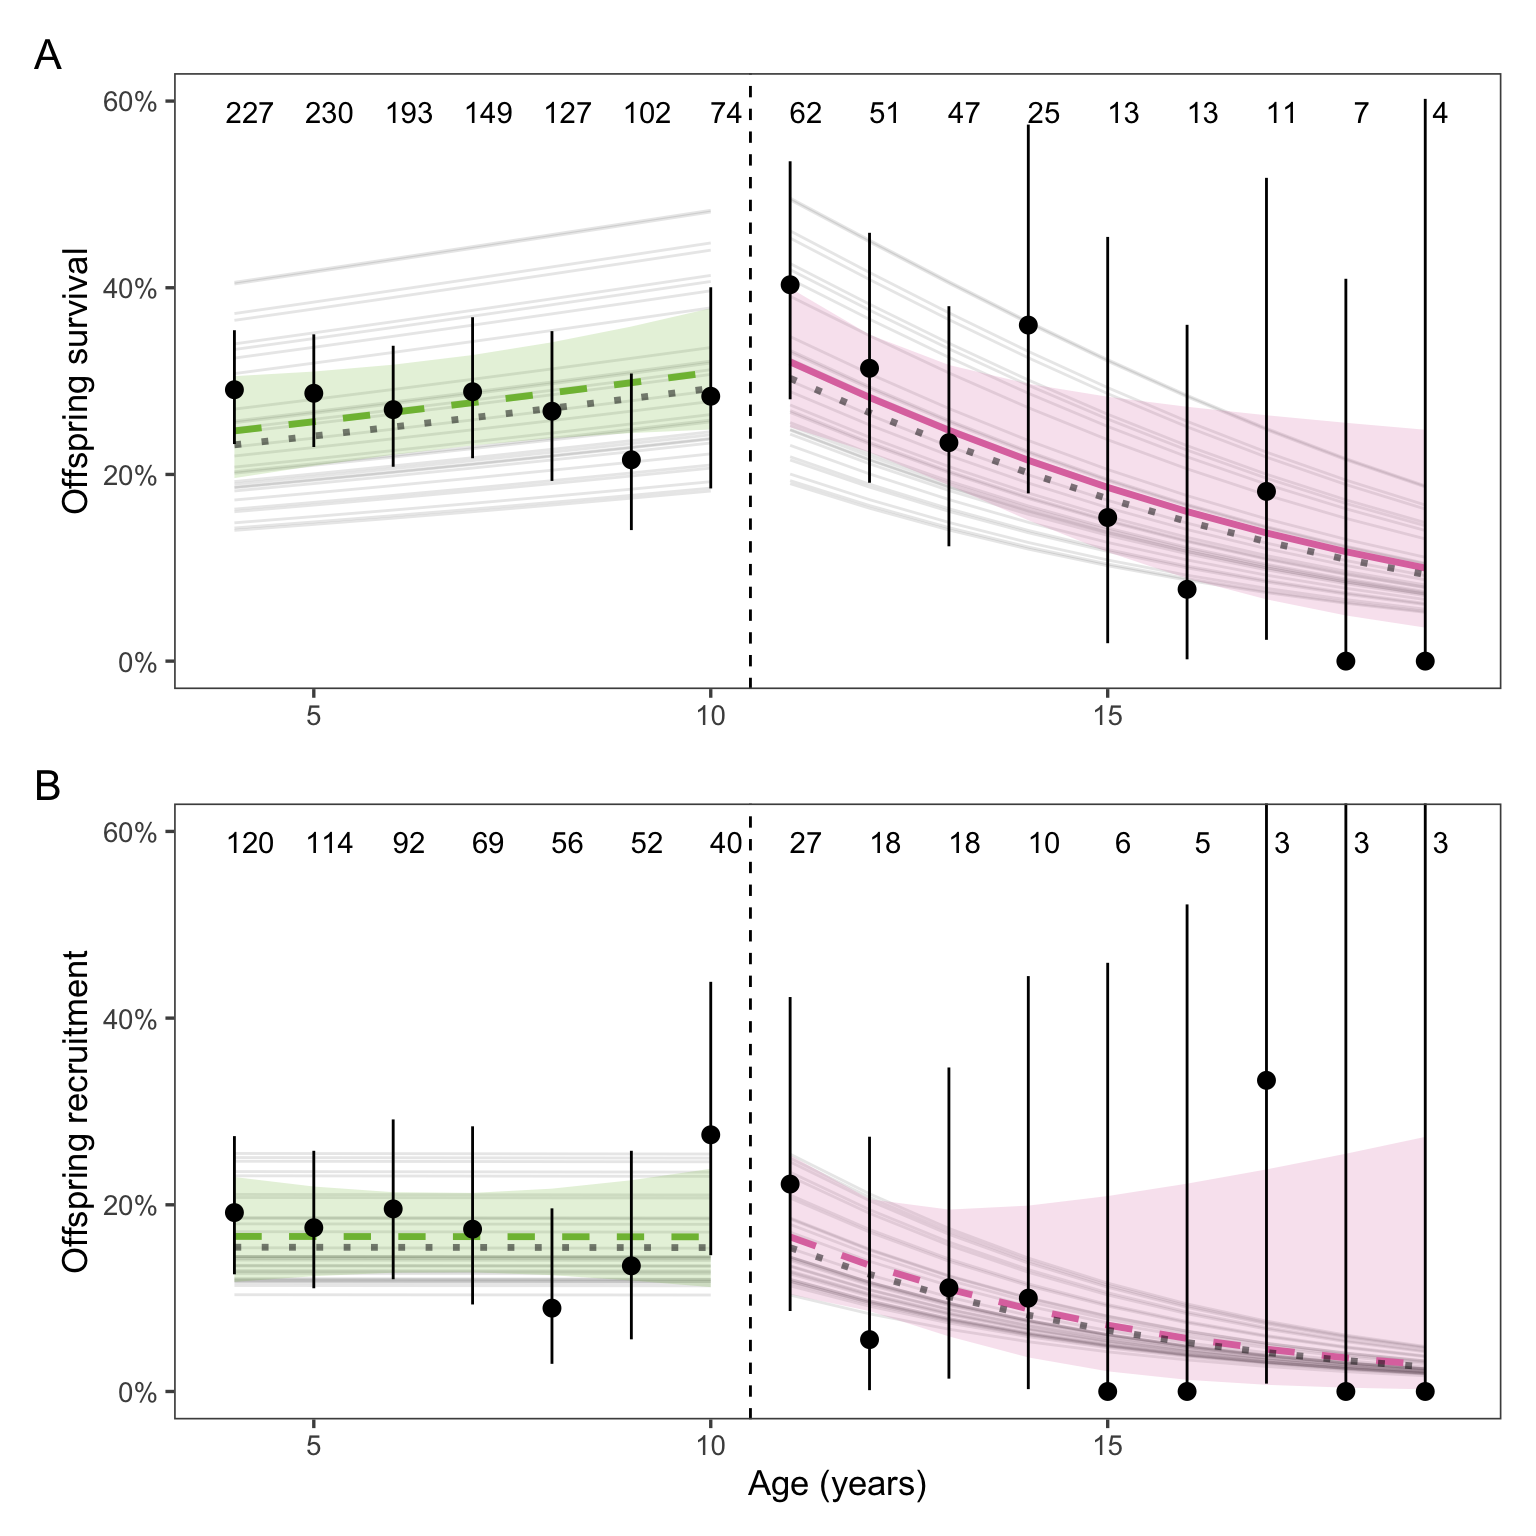 A
60%
227 230 193 149 127 102 74 62 51 47 25 13 13 11 7 4
40%
Offspring survival
20%
0%
5 10 15
B
60%
120 114 92 69 56 52 40 27 18 18 10 6 5 3 3 3
40%
Offspring recruitment
20%
0%
5 10 15
Age (years)